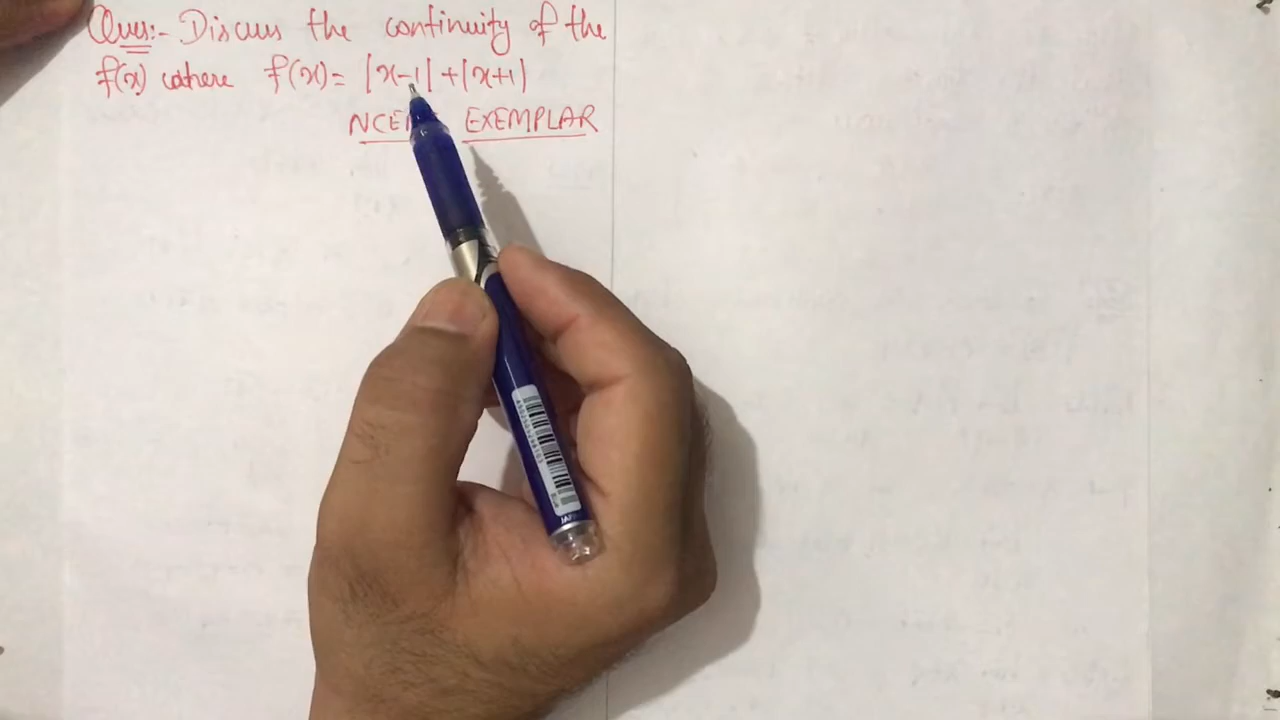 Ques:- Discuss the continuity of the
f(x) where f(x)= |x-1| + |x+1|
EXEMPLAR